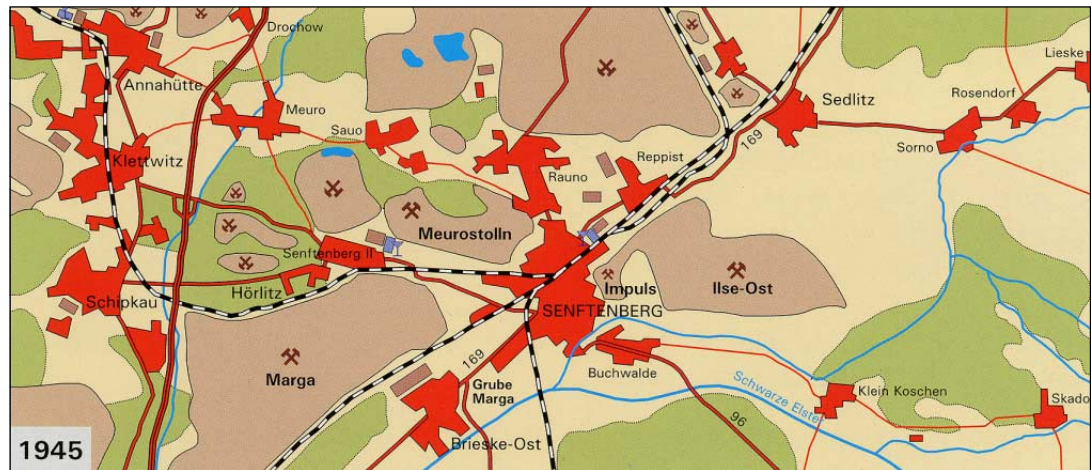 Drochow
Lieske
Annahütte
Meuro
Sedlitz
Rosendorf
Sauo
169
Sorno
Klettwitz
Rauno
Reppist
Meurostolln
Senftenberg II
Impuls
Ilse-Ost
Schipkau
Hörlitz
SENFTENBERG
169
Marga
Grube
Marga
Buchwalde
Schwarze Elster
Klein Koschen
Skado
96
Brieske-Ost
1945